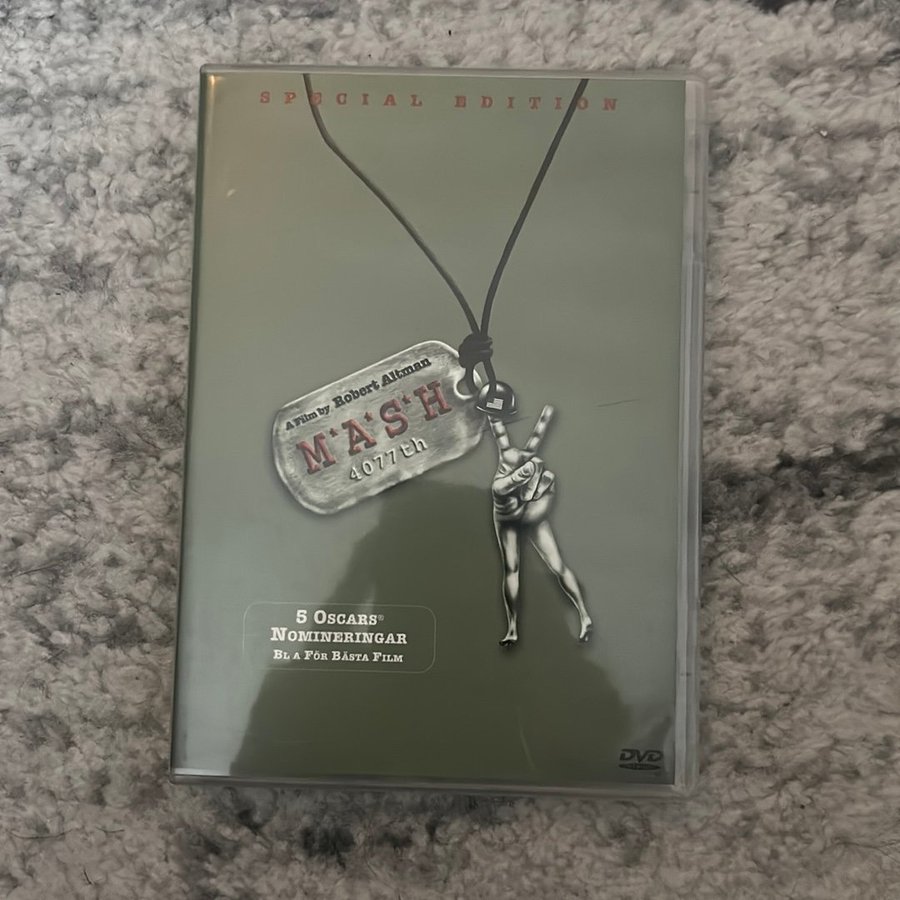 SPECIAL EDITION
A Film by Robert Altman
M*A*S*H
4077th
5 OSCARS®
NOMINERINGAR
BL A FÖR BÄSTA FILM
DVD